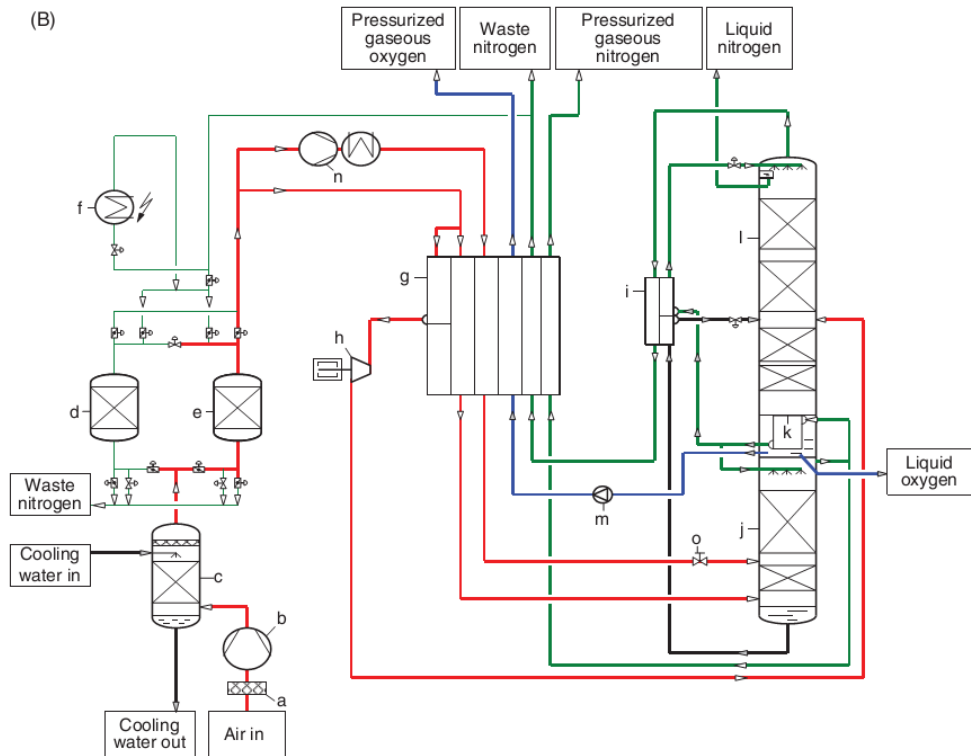 (B)
Pressurized
gaseous
oxygen
Waste
nitrogen
Pressurized
gaseous
nitrogen
Liquid
nitrogen
n
f
l
g
i
h
d
e
k
Waste
nitrogen
Liquid
oxygen
m
o
j
Cooling
water in
c
b
a
Cooling
water out
Air in